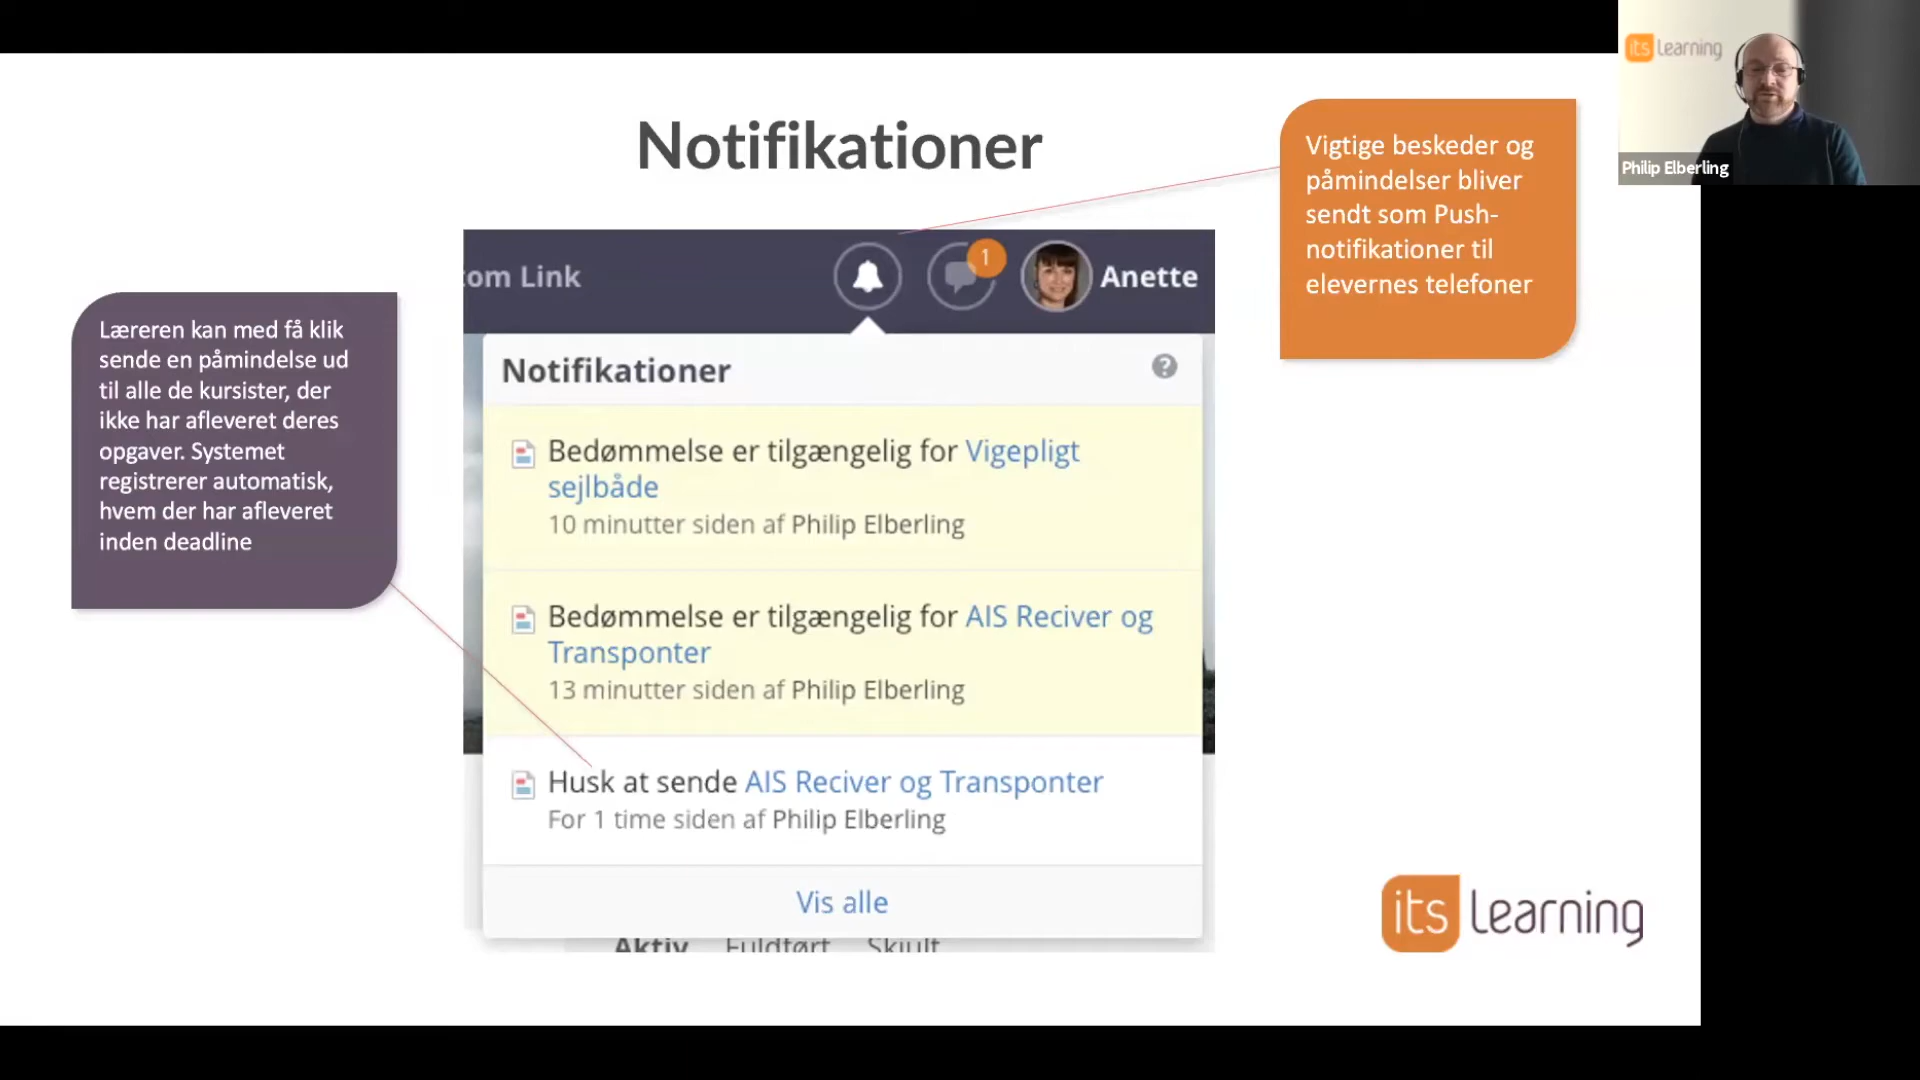 Notifikationer
its Learning
Philip Elberling
Vigtige beskeder og
påmindelser bliver
sendt som Push-
notifikationer til
elevernes telefoner
Læreren kan med få klik
sende en påmindelse ud
til alle de kursister, der
ikke har afleveret deres
opgaver. Systemet
registrerer automatisk,
hvem der har afleveret
inden deadline
om Link
1
Anette
Notifikationer
?
Bedømmelse er tilgængelig for Vigepligt
sejlbåde
10 minutter siden af Philip Elberling
Bedømmelse er tilgængelig for AIS Reciver og
Transponter
13 minutter siden af Philip Elberling
Husk at sende AIS Reciver og Transponter
For 1 time siden af Philip Elberling
Vis alle
Aktiv Fuldført Skjult
its Learning